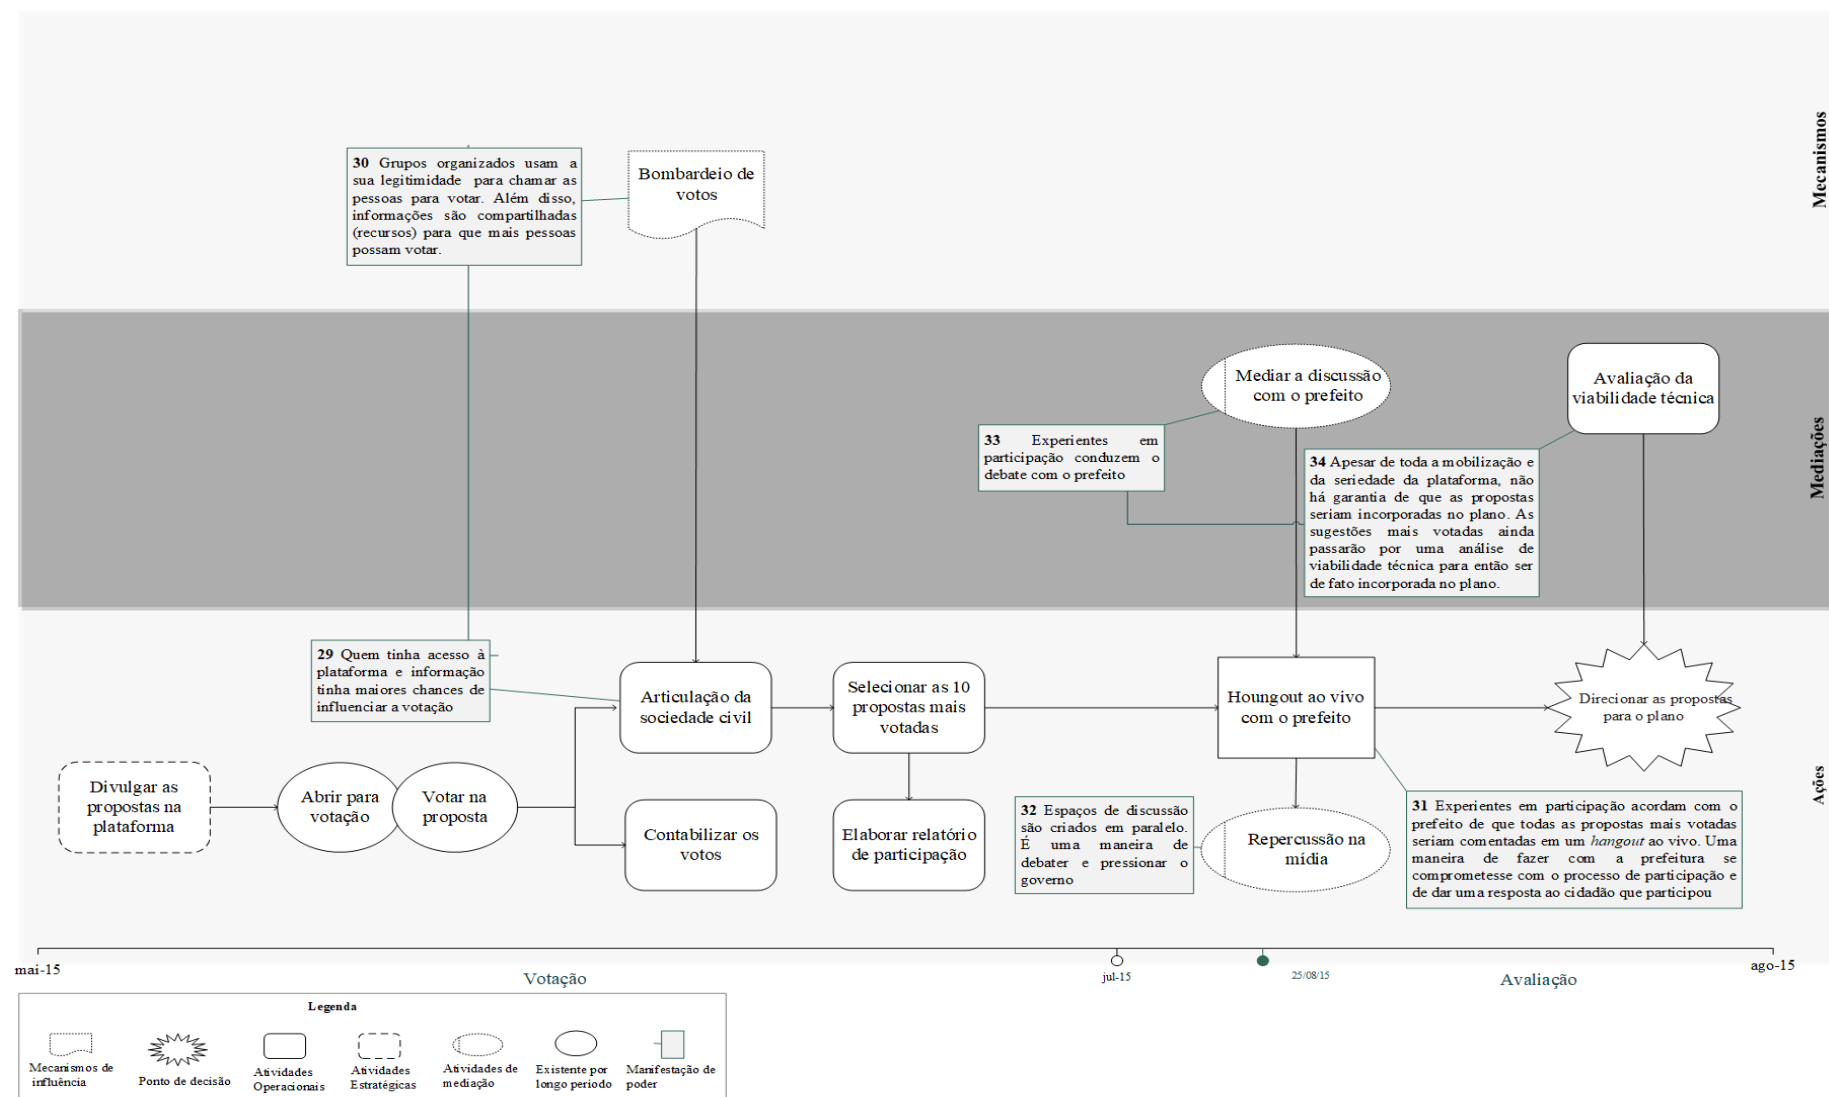 Mecanismos
30 Grupos organizados usam a
sua legitimidade para chamar as
pessoas para votar. Além disso,
informações são compartilhadas
(recursos) para que mais pessoas
possam votar.
Bombardeio de
votos
Mediações
Mediar a discussão
com o prefeito
Avaliação da
viabilidade técnica
33 Experientes em
participação conduzem o
debate com o prefeito
34 Apesar de toda a mobilização e
da seriedade da plataforma, não
há garantia de que as propostas
seriam incorporadas no plano. As
sugestões mais votadas ainda
passarão por uma análise de
viabilidade técnica para então ser
de fato incorporada no plano.
Ações
29 Quem tinha acesso à
plataforma e informação
tinha maiores chances de
influenciar a votação
Articulação da
sociedade civil
Selecionar as 10
propostas mais
votadas
Houngout ao vivo
com o prefeito
Direcionar as propostas
para o plano
Divulgar as
propostas na
plataforma
Abrir para
votação
Votar na
proposta
Contabilizar os
votos
Elaborar relatório
de participação
32 Espaços de discussão
são criados em paralelo.
É uma maneira de
debater e pressionar o
governo
Repercussão na
mídia
31 Experientes em participação acordam com o
prefeito de que todas as propostas mais votadas
seriam comentadas em um hangout ao vivo. Uma
maneira de fazer com a prefeitura se
comprometesse com o processo de participação e
de dar uma resposta ao cidadão que participou
mai-15
Votação
jul-15
25/08/15
Avaliação
ago-15
Legenda
Mecanismos de
influência
Ponto de decisão
Atividades
Operacionais
Atividades
Estratégicas
Atividades de
mediação
Existente por
longo periodo
Manifestação de
poder